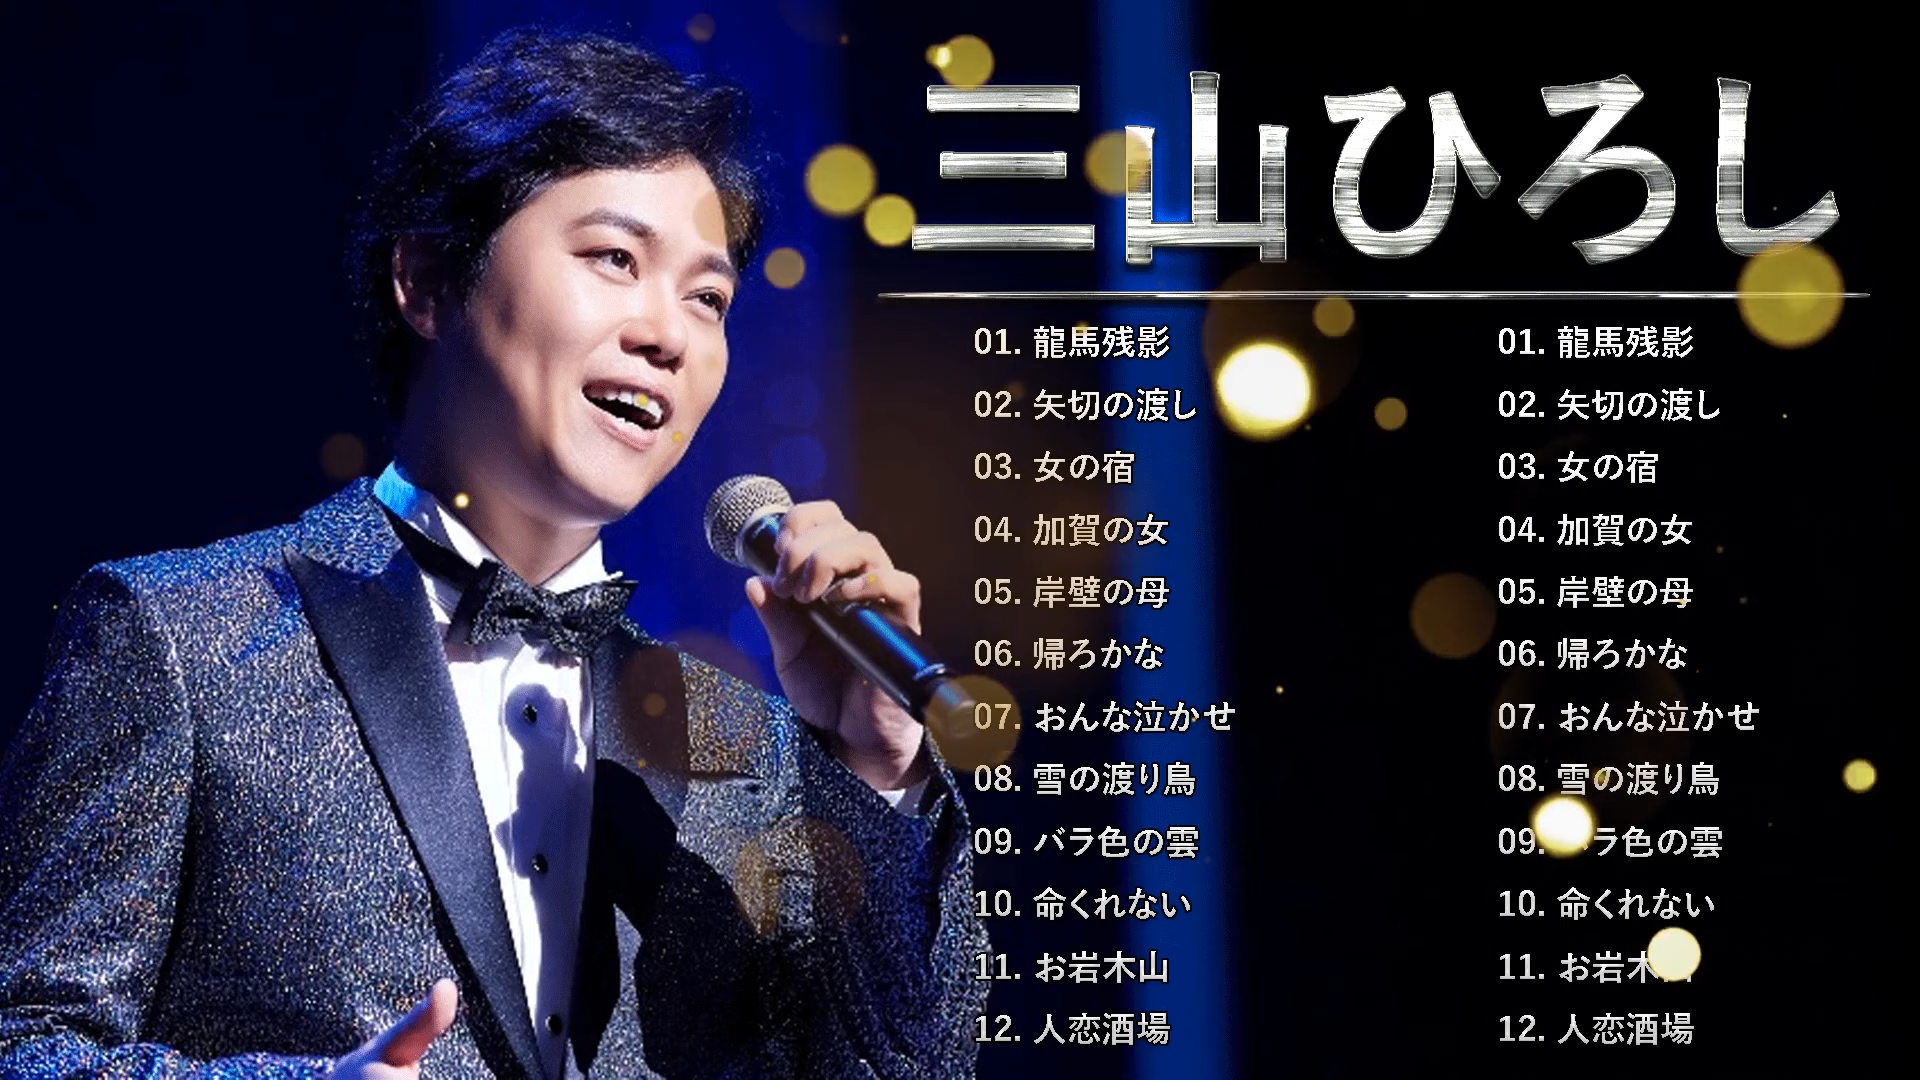 三山ひろし
01. 龍馬残影
02. 矢切の渡し
03. 女の宿
04. 加賀の女
05. 岸壁の母
06. 帰ろかな
07. おんな泣かせ
08. 雪の渡り鳥
09. バラ色の雲
10. 命くれない
11. お岩木山
12. 人恋酒場
01. 龍馬残影
02. 矢切の渡し
03. 女の宿
04. 加賀の女
05. 岸壁の母
06. 帰ろかな
07. おんな泣かせ
08. 雪の渡り鳥
09. バラ色の雲
10. 命くれない
11. お岩木山
12. 人恋酒場